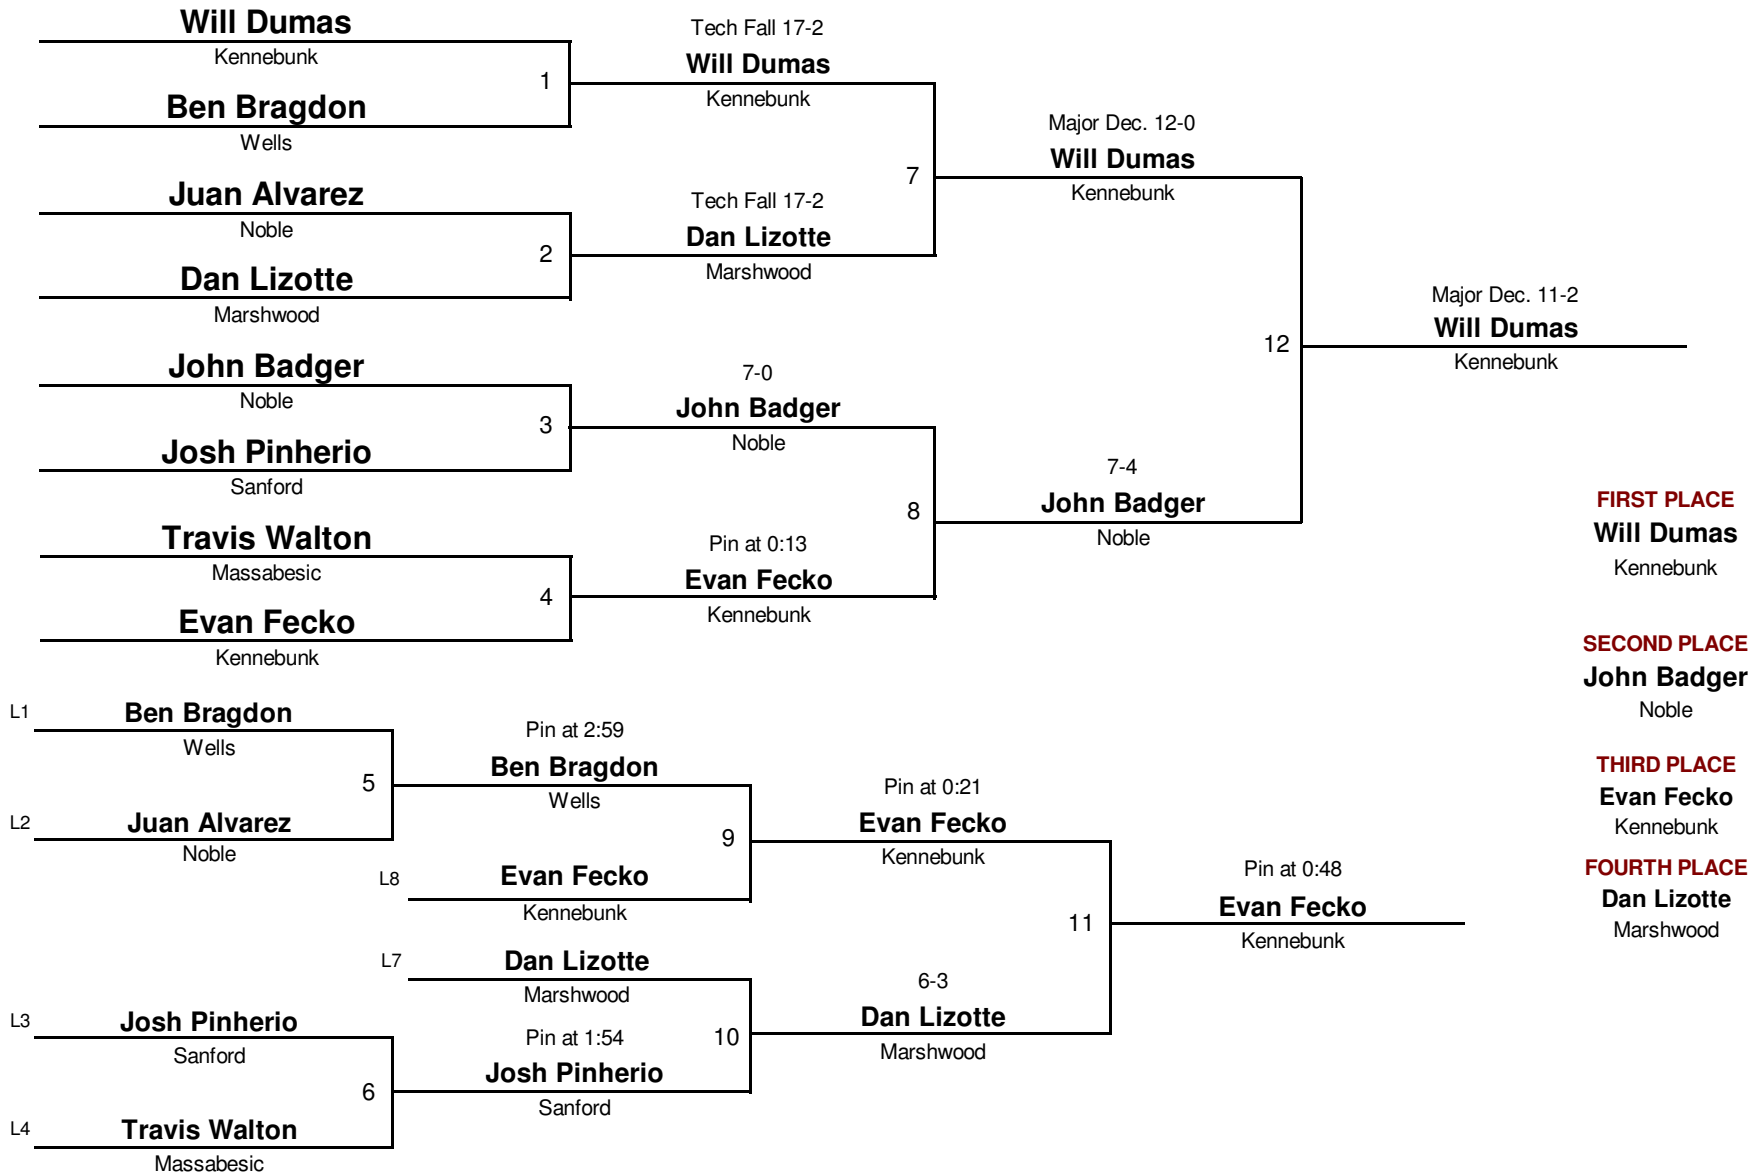 Will Dumas
Kennebunk
1
Ben Bragdon
Wells
Juan Alvarez
Noble
2
Dan Lizotte
Marshwood
John Badger
Noble
3
Josh Pinherio
Sanford
Travis Walton
Massabesic
4
Evan Fecko
Kennebunk
Tech Fall 17-2
Will Dumas
Kennebunk
7
Tech Fall 17-2
Dan Lizotte
Marshwood
7-0
John Badger
Noble
8
Pin at 0:13
Evan Fecko
Kennebunk
Major Dec. 12-0
Will Dumas
Kennebunk
12
7-4
John Badger
Noble
Major Dec. 11-2
Will Dumas
Kennebunk
L1
Ben Bragdon
Wells
5
L2
Juan Alvarez
Noble
L3
Josh Pinherio
Sanford
6
L4
Travis Walton
Massabesic
Pin at 2:59
Ben Bragdon
Wells
9
L8
Evan Fecko
Kennebunk
L7
Dan Lizotte
Marshwood
10
Pin at 1:54
Josh Pinherio
Sanford
Pin at 0:21
Evan Fecko
Kennebunk
11
6-3
Dan Lizotte
Marshwood
Pin at 0:48
Evan Fecko
Kennebunk
FIRST PLACE
Will Dumas
Kennebunk
SECOND PLACE
John Badger
Noble
THIRD PLACE
Evan Fecko
Kennebunk
FOURTH PLACE
Dan Lizotte
Marshwood